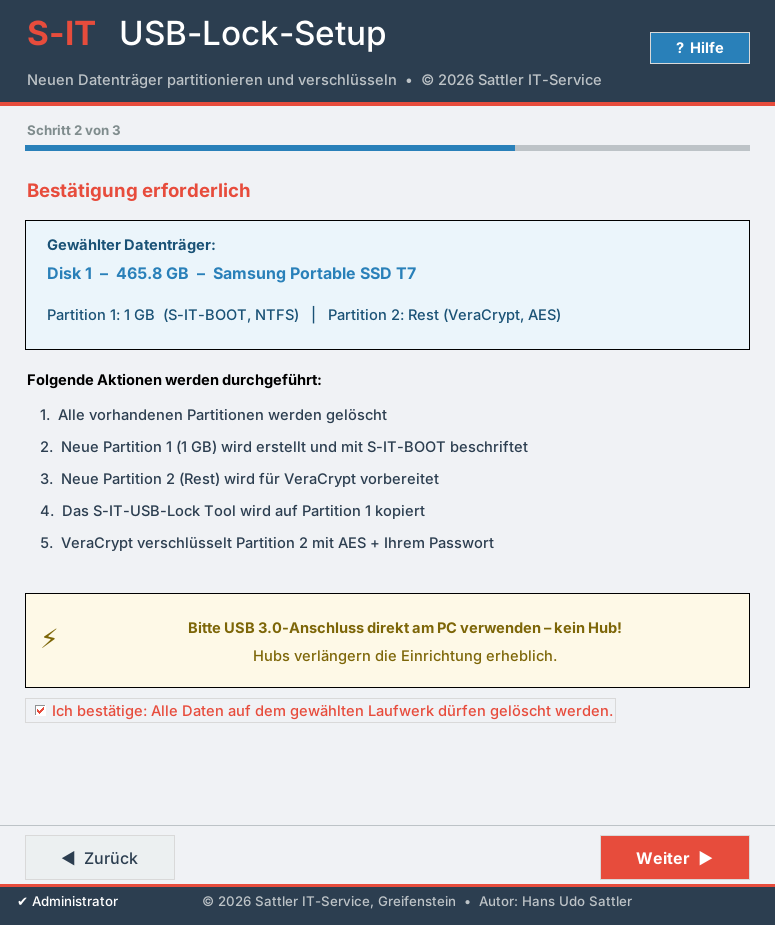 S-IT USB-Lock-Setup
? Hilfe
Neuen Datenträger partitionieren und verschlüsseln • © 2026 Sattler IT-Service
Schritt 2 von 3
Bestätigung erforderlich
Gewählter Datenträger:
Disk 1 – 465.8 GB – Samsung Portable SSD T7
Partition 1: 1 GB (S-IT-BOOT, NTFS) | Partition 2: Rest (VeraCrypt, AES)
Folgende Aktionen werden durchgeführt:
1. Alle vorhandenen Partitionen werden gelöscht
2. Neue Partition 1 (1 GB) wird erstellt und mit S-IT-BOOT beschriftet
3. Neue Partition 2 (Rest) wird für VeraCrypt vorbereitet
4. Das S-IT-USB-Lock Tool wird auf Partition 1 kopiert
5. VeraCrypt verschlüsselt Partition 2 mit AES + Ihrem Passwort
⚡ Bitte USB 3.0-Anschluss direkt am PC verwenden – kein Hub!
Hubs verlängern die Einrichtung erheblich.
Ich bestätige: Alle Daten auf dem gewählten Laufwerk dürfen gelöscht werden.
◀ Zurück
Weiter ▶
✔ Administrator
© 2026 Sattler IT-Service, Greifenstein • Autor: Hans Udo Sattler